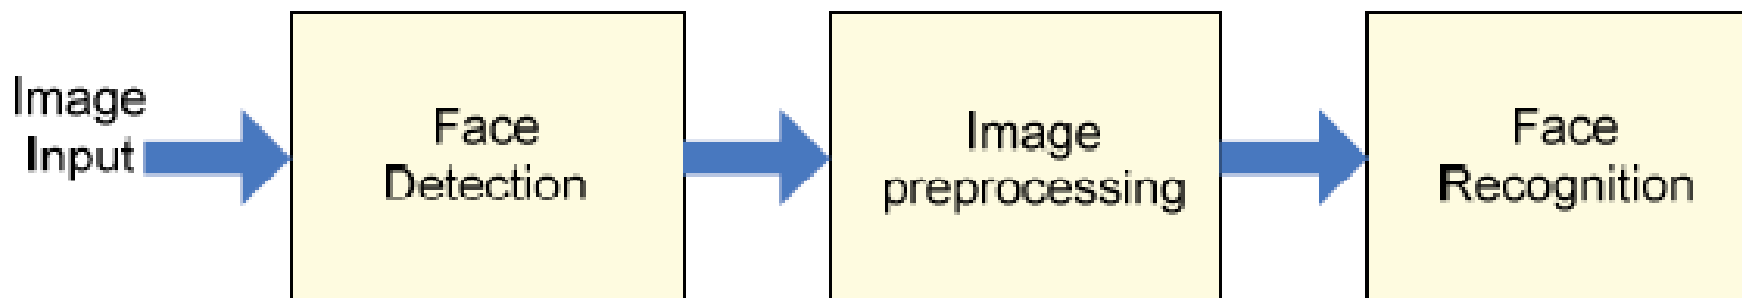 Image
Input
Face
Detection
Image
preprocessing
Face
Recognition